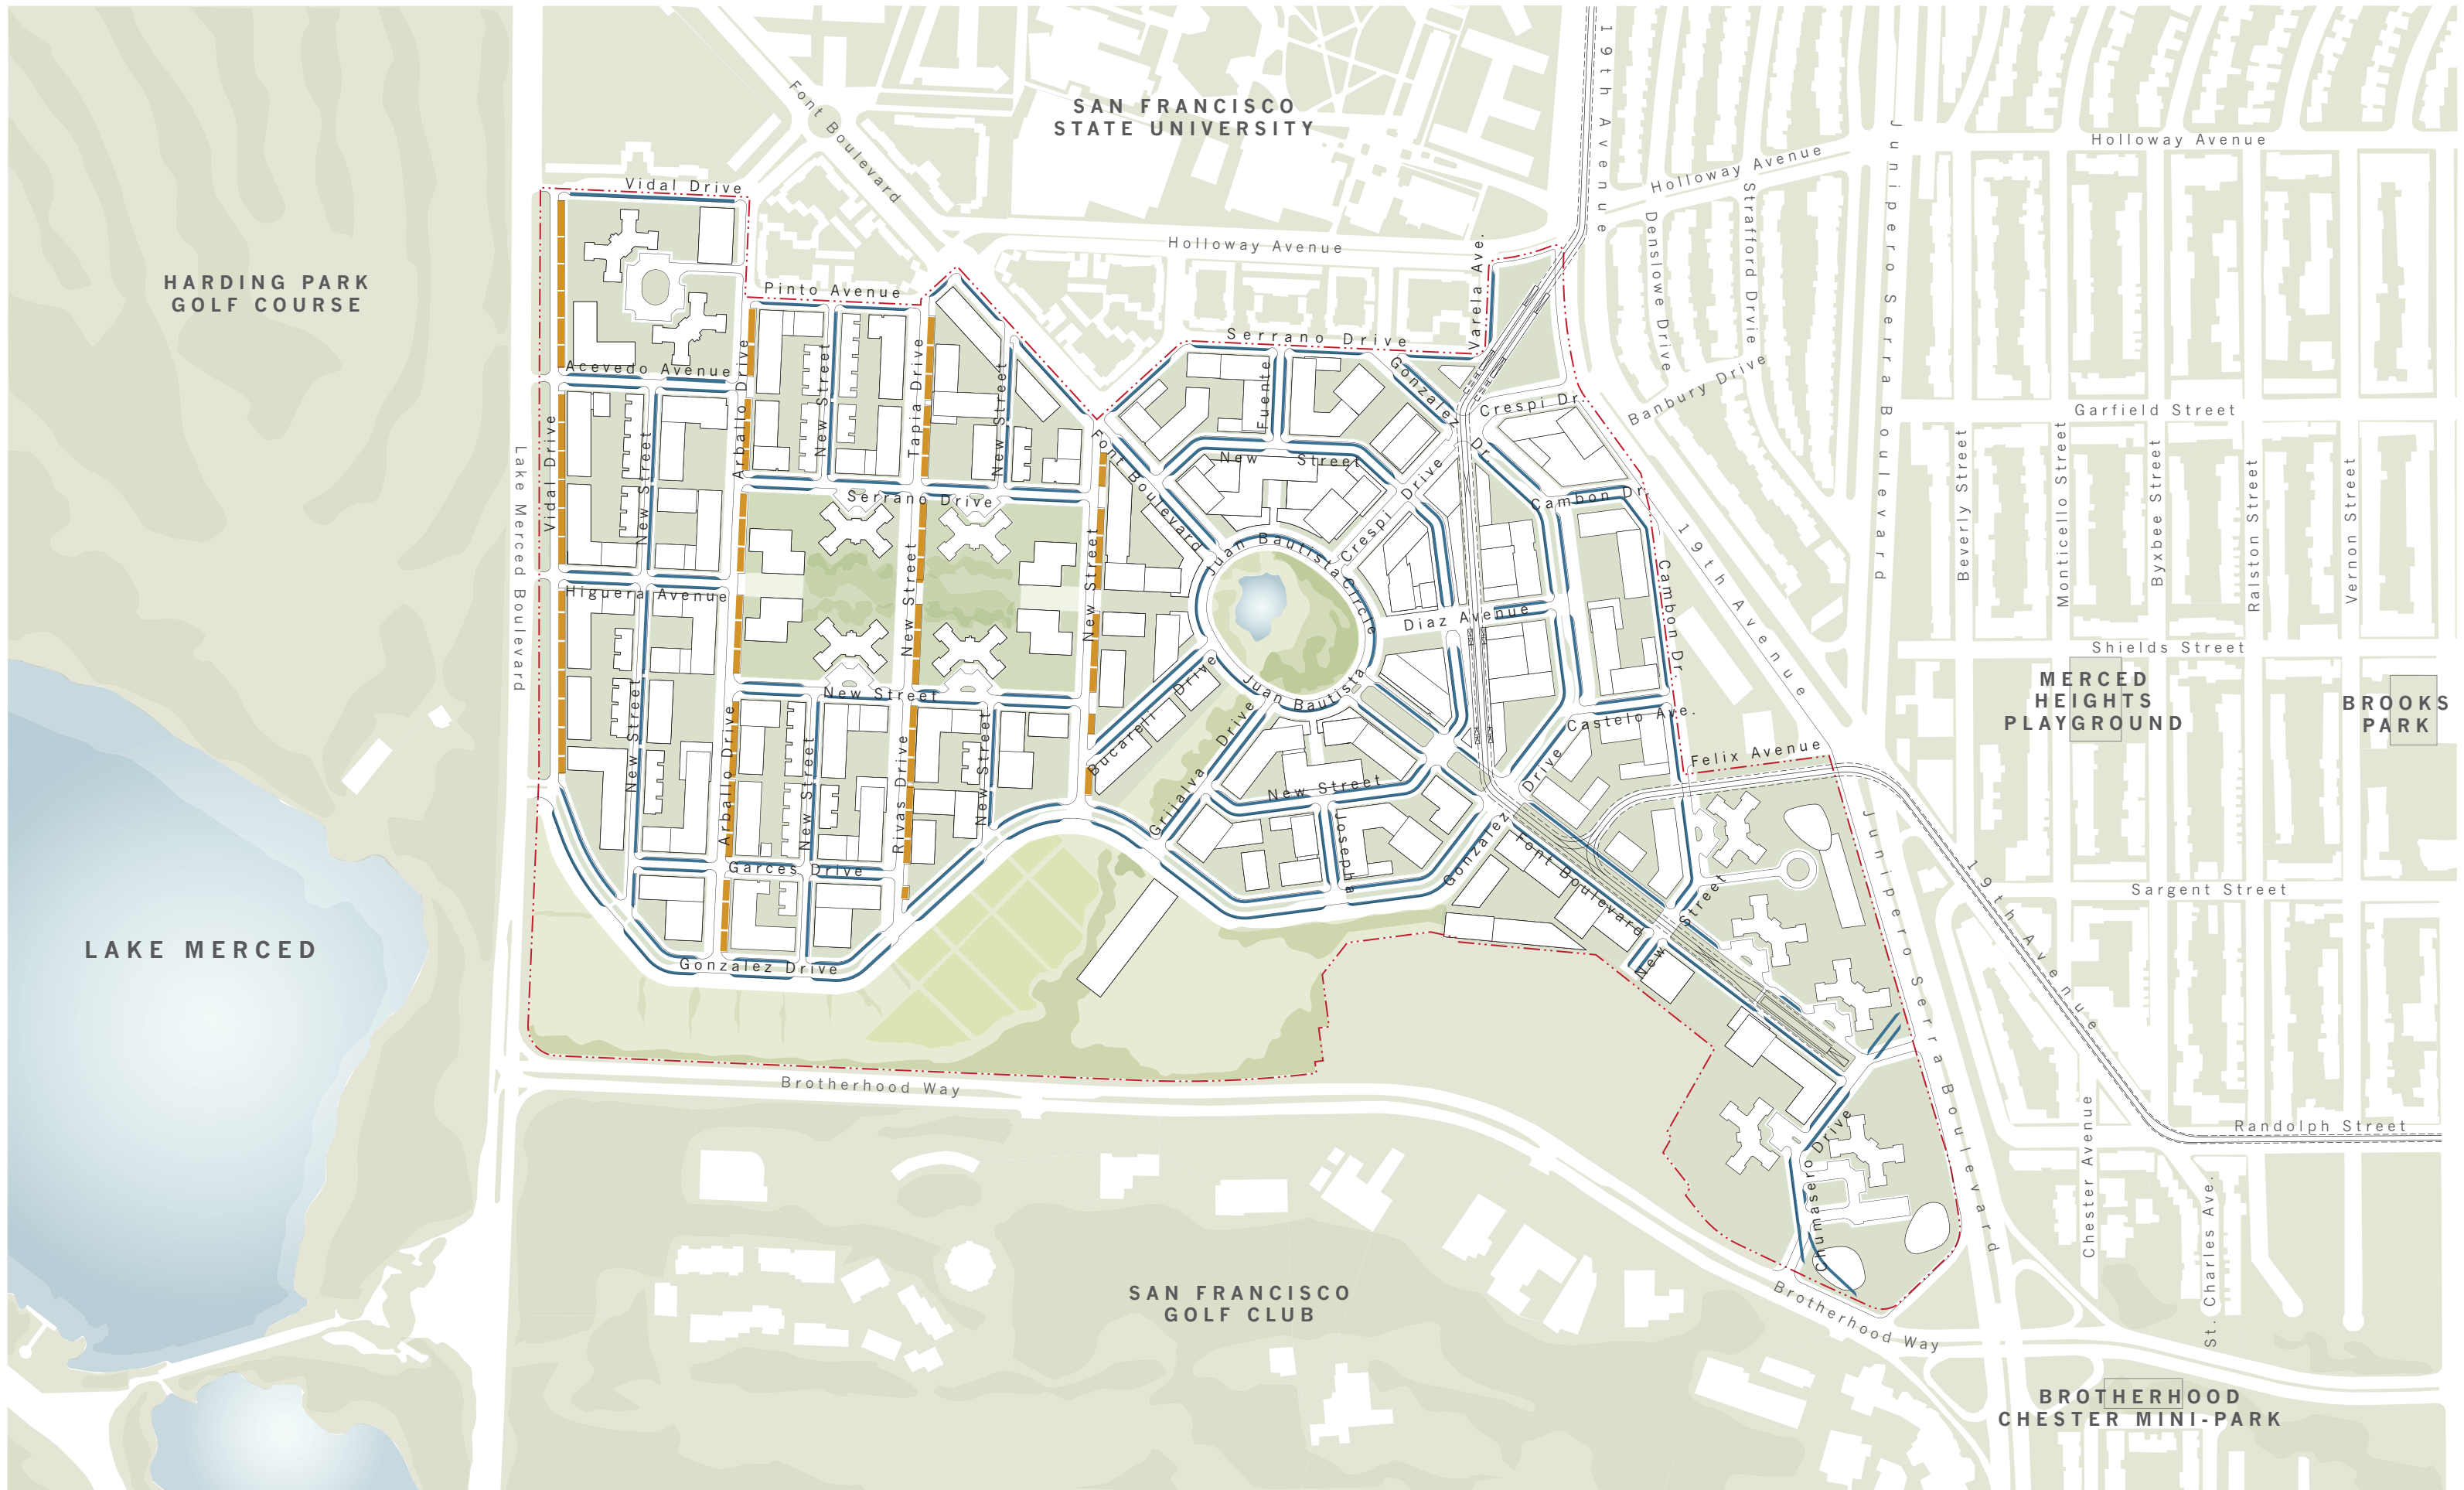 19th Avenue
Font Boulevard
SAN FRANCISCO
STATE UNIVERSITY
Holloway Avenue
Holloway Avenue
Junipero Serra Boulevard
Vidal Drive
Strafford Drvie
Denslowe Drive
Holloway Avenue
Varela Ave.
HARDING PARK
GOLF COURSE
Pinto Avenue
Serrano Drive
Banbury Drive
Acevedo Avenue
Arballo Drive
New Street
Tapia Drive
New Street
Fuente
Gonzalez Dr.
Crespi Dr.
Garfield Street
Vidal Drive
New Street
Lake Merced Boulevard
Font Boulevard
New Street
Crespi Drive
Cambon Dr.
Beverly Street
Monticello Street
Byxbee Street
Ralston Street
Vernon Street
Serrano Drive
19th Avenue
Juan Bautista Circle
New Street
New Street
Higuera Avenue
Diaz Avenue
Cambon Dr.
Shields Street
MERCED
HEIGHTS
PLAYGROUND
BROOKS
PARK
New Street
New Street
Juan Bautista
Bucareli Drive
Grijalva Drive
Castelo Ave.
Felix Avenue
New Street
Arballo Drive
New Street
Rivas Drive
New Street
New Street
Josepha
Drive
Gonzalez
Font Boulevard
Garces Drive
New Street
Junipero Serra Boulevard
19th Avenue
Sargent Street
LAKE MERCED
Gonzalez Drive
Brotherhood Way
Chumasero Drive
Chester Avenue
Randolph Street
St. Charles Ave.
SAN FRANCISCO
GOLF CLUB
Brotherhood Way
BROTHERHOOD
CHESTER MINI-PARK